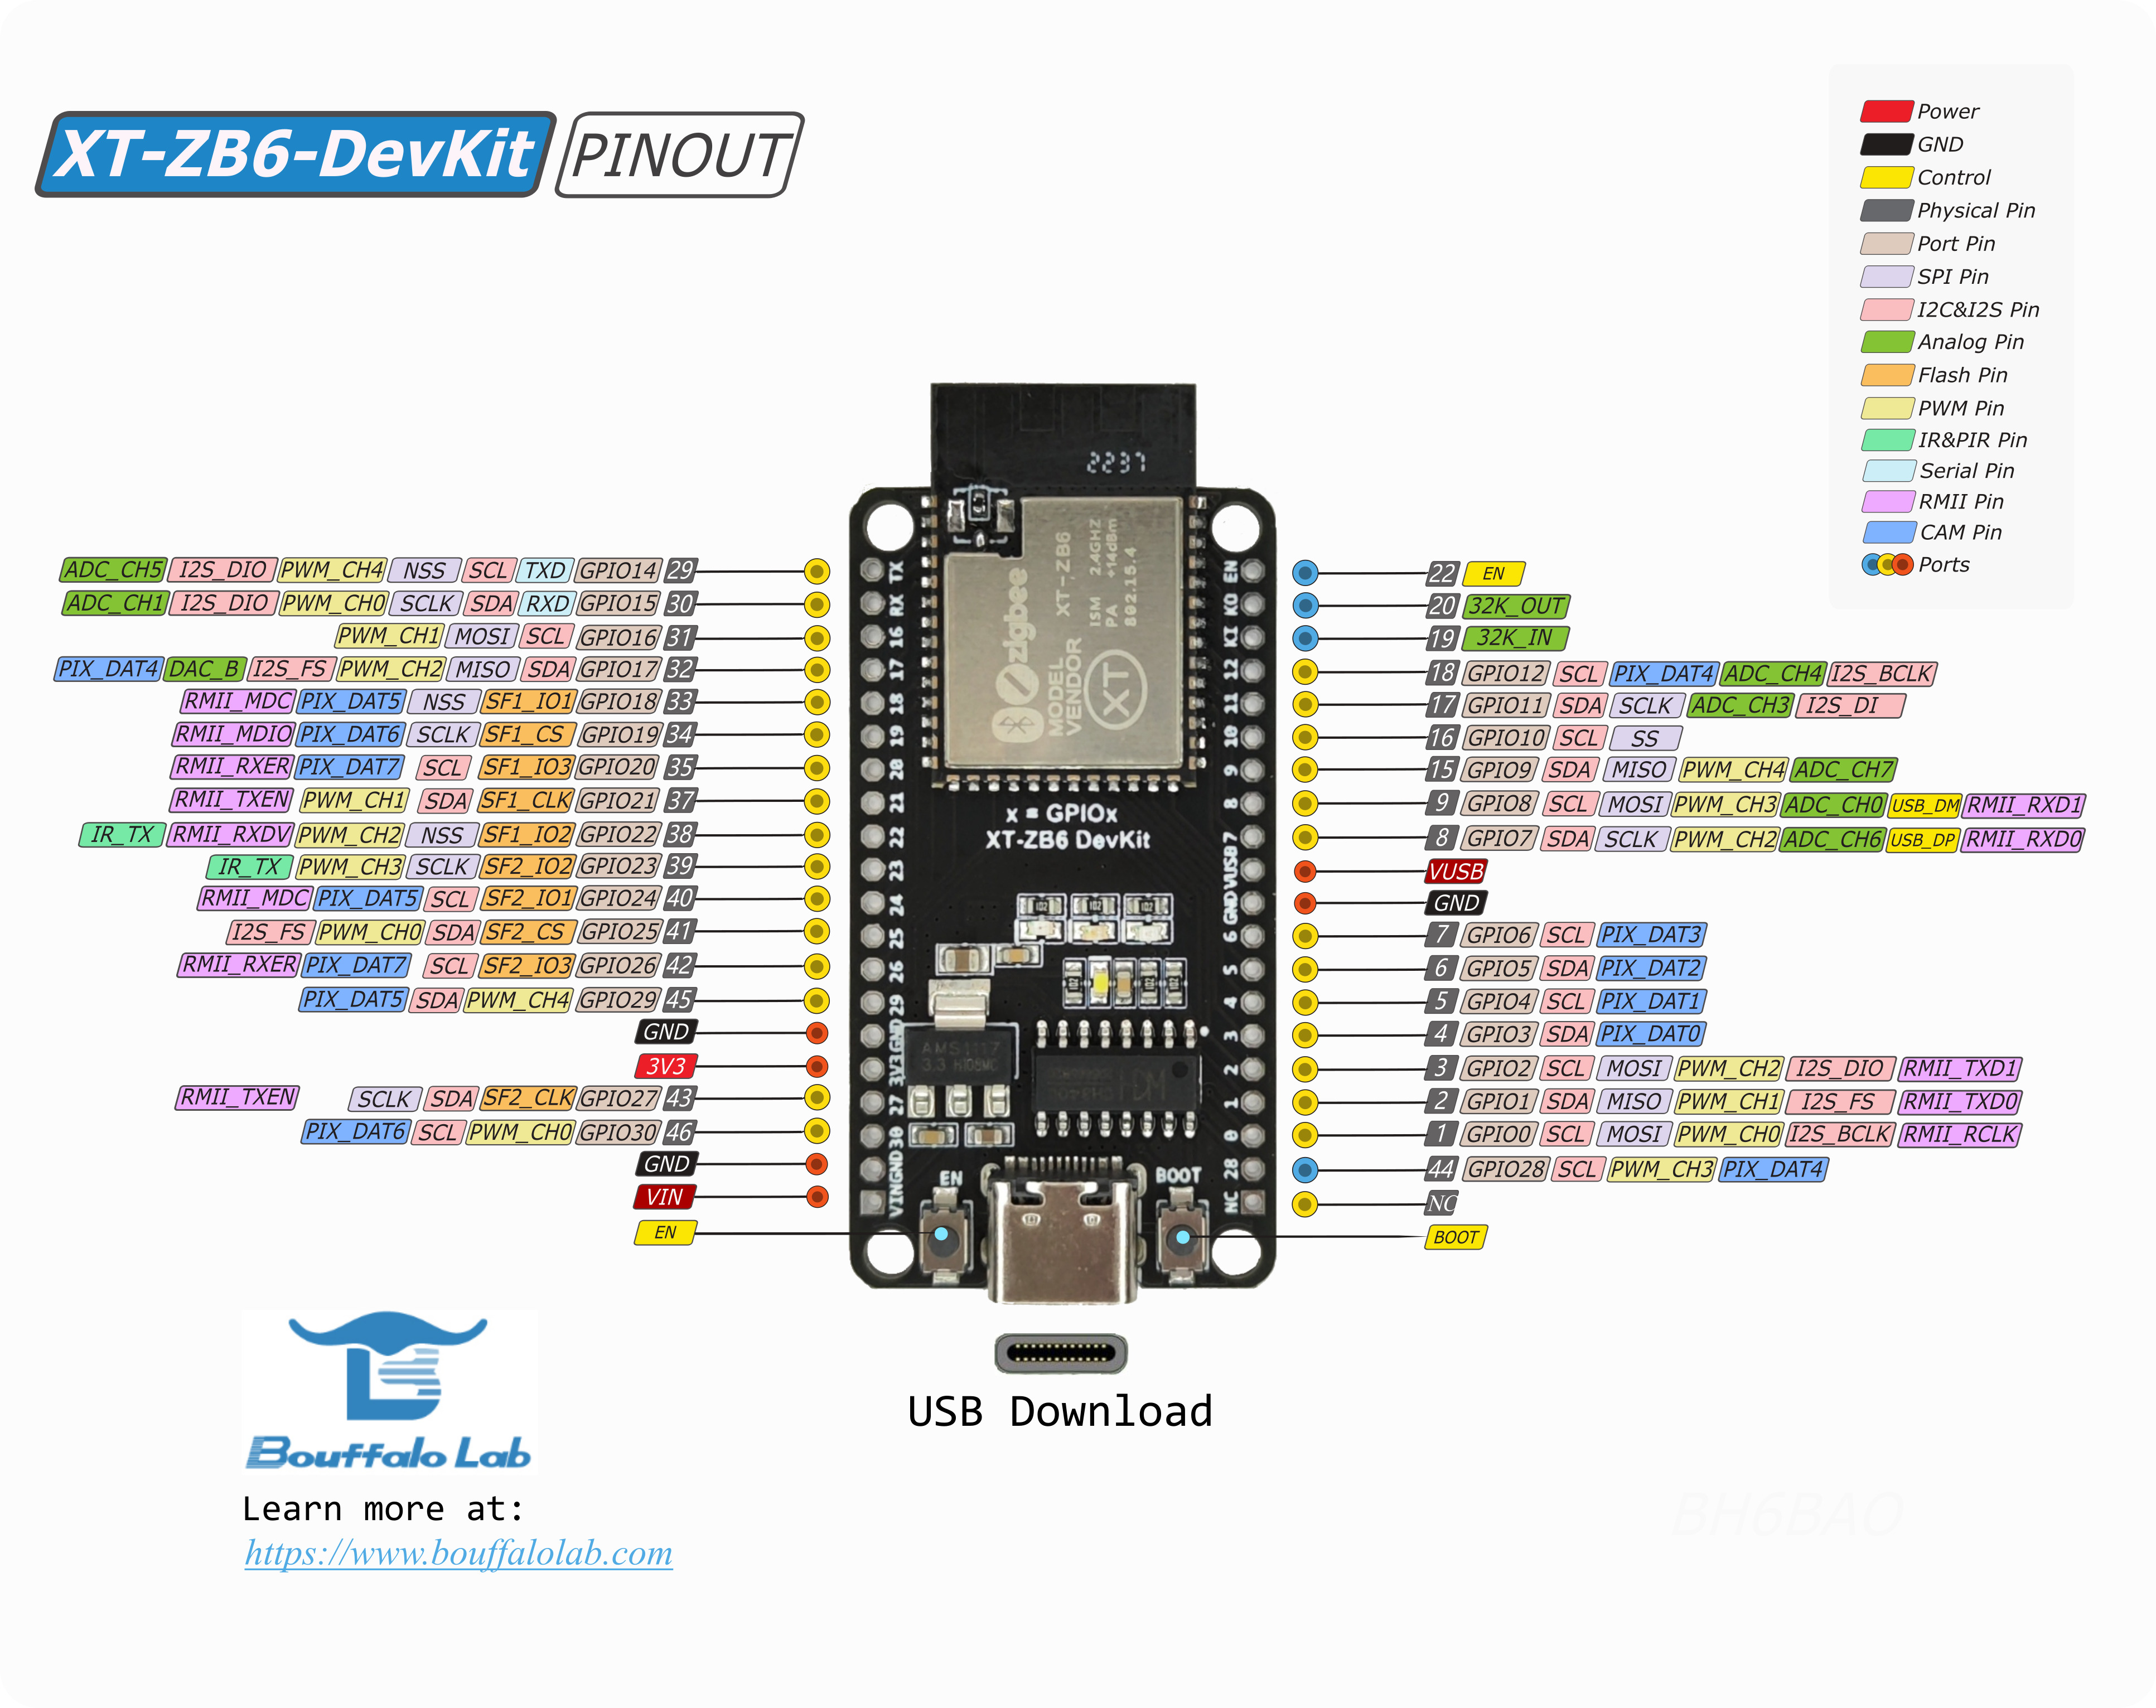 XT-ZB6-DevKit PINOUT
Power
GND
Control
Physical Pin
Port Pin
SPI Pin
I2C&I2S Pin
Analog Pin
Flash Pin
PWM Pin
IR&PIR Pin
Serial Pin
RMII Pin
CAM Pin
Ports
ADC_CH5 I2S_DIO PWM_CH4 NSS SCL TXD GPIO14 29
ADC_CH1 I2S_DIO PWM_CH0 SCLK SDA RXD GPIO15 30
PWM_CH1 MOSI SCL GPIO16 31
PIX_DAT4 DAC_B I2S_FS PWM_CH2 MISO SDA GPIO17 32
RMII_MDC PIX_DAT5 NSS SF1_IO1 GPIO18 33
RMII_MDIO PIX_DAT6 SCLK SF1_CS GPIO19 34
RMII_RXER PIX_DAT7 SCL SF1_IO3 GPIO20 35
RMII_TXEN PWM_CH1 SDA SF1_CLK GPIO21 37
IR_TX RMII_RXDV PWM_CH2 NSS SF1_IO2 GPIO22 38
IR_TX PWM_CH3 SCLK SF2_IO2 GPIO23 39
RMII_MDC PIX_DAT5 SCL SF2_IO1 GPIO24 40
I2S_FS PWM_CH0 SDA SF2_CS GPIO25 41
RMII_RXER PIX_DAT7 SCL SF2_IO3 GPIO26 42
PIX_DAT5 SDA PWM_CH4 GPIO29 45
GND
3V3
RMII_TXEN SCLK SDA SF2_CLK GPIO27 43
PIX_DAT6 SCL PWM_CH0 GPIO30 46
GND
VIN
EN
2237
zigbee
MODEL XT-ZB6
VENDOR
ISM 2.4GHZ
PA +14dBm
802.15.4
XT
TX
RX
16
17
18
19
20
21
22
23
24
25
26
29
GND
3V3
27
30
GND
VIN
EN
KO
KI
12
11
10
9
8
7
VUSB
GND
6
5
4
3
2
1
0
28
NC
x = GPIOx
XT-ZB6 DevKit
102 102 102
102 102 102
AMS1117
3.3
EN
BOOT
22 EN
20 32K_OUT
19 32K_IN
18 GPIO12 SCL PIX_DAT4 ADC_CH4 I2S_BCLK
17 GPIO11 SDA SCLK ADC_CH3 I2S_DI
16 GPIO10 SCL SS
15 GPIO9 SDA MISO PWM_CH4 ADC_CH7
9 GPIO8 SCL MOSI PWM_CH3 ADC_CH0 USB_DM RMII_RXD1
8 GPIO7 SDA SCLK PWM_CH2 ADC_CH6 USB_DP RMII_RXD0
VUSB
GND
7 GPIO6 SCL PIX_DAT3
6 GPIO5 SDA PIX_DAT2
5 GPIO4 SCL PIX_DAT1
4 GPIO3 SDA PIX_DAT0
3 GPIO2 SCL MOSI PWM_CH2 I2S_DIO RMII_TXD1
2 GPIO1 SDA MISO PWM_CH1 I2S_FS RMII_TXD0
1 GPIO0 SCL MOSI PWM_CH0 I2S_BCLK RMII_RCLK
44 GPIO28 SCL PWM_CH3 PIX_DAT4
NC
BOOT
USB Download
Bouffalo Lab
Learn more at:
https://www.bouffalolab.com
BH6BAO